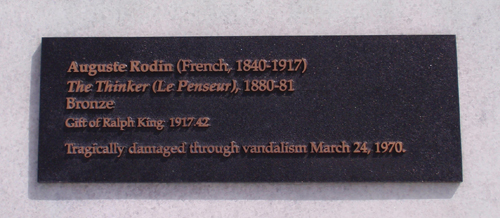 Auguste Rodin (French, 1840-1917)
The Thinker (Le Penseur), 1880-81
Bronze
Gift of Ralph King 1917.42
Tragically damaged through vandalism March 24, 1970.